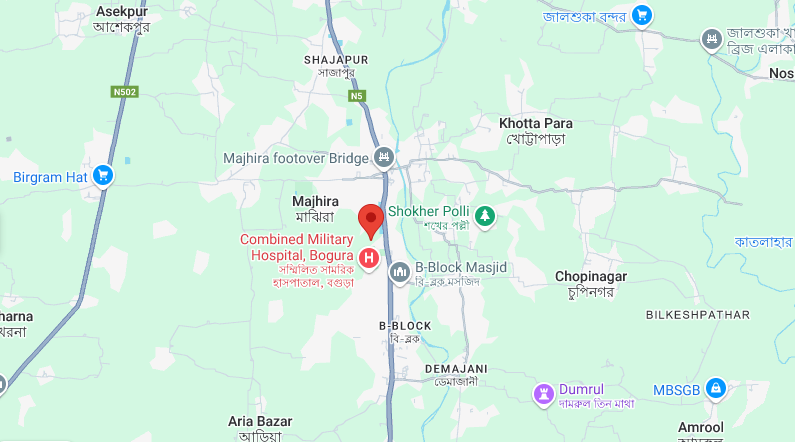 Asekpur
আশেকপুর
জালশুকা বন্দর
জালশুকা খা
ব্রিজ এলাকা
Nos
SHAJAPUR
সাজাপুর
N502
N5
Khotta Para
খোট্টাপাড়া
Majhira footover Bridge
Birgram Hat
Majhira
মাঝিরা
Shokher Polli
শখের পল্লী
Combined Military
Hospital, Bogura
সম্মিলিত সামরিক
হাসপাতাল, বগুড়া
H
B-Block Masjid
বি-ব্লক মসজিদ
কাতলাহার
Chopinagar
চুপিনগর
BILKESHPATHAR
harna
থরনা
B-BLOCK
বি-ব্লক
DEMAJANI
ডেমাজানী
Dumrul
দামরুল তিন মাথা
MBSGB
Aria Bazar
আড়িয়া
Amrool
আমরুল